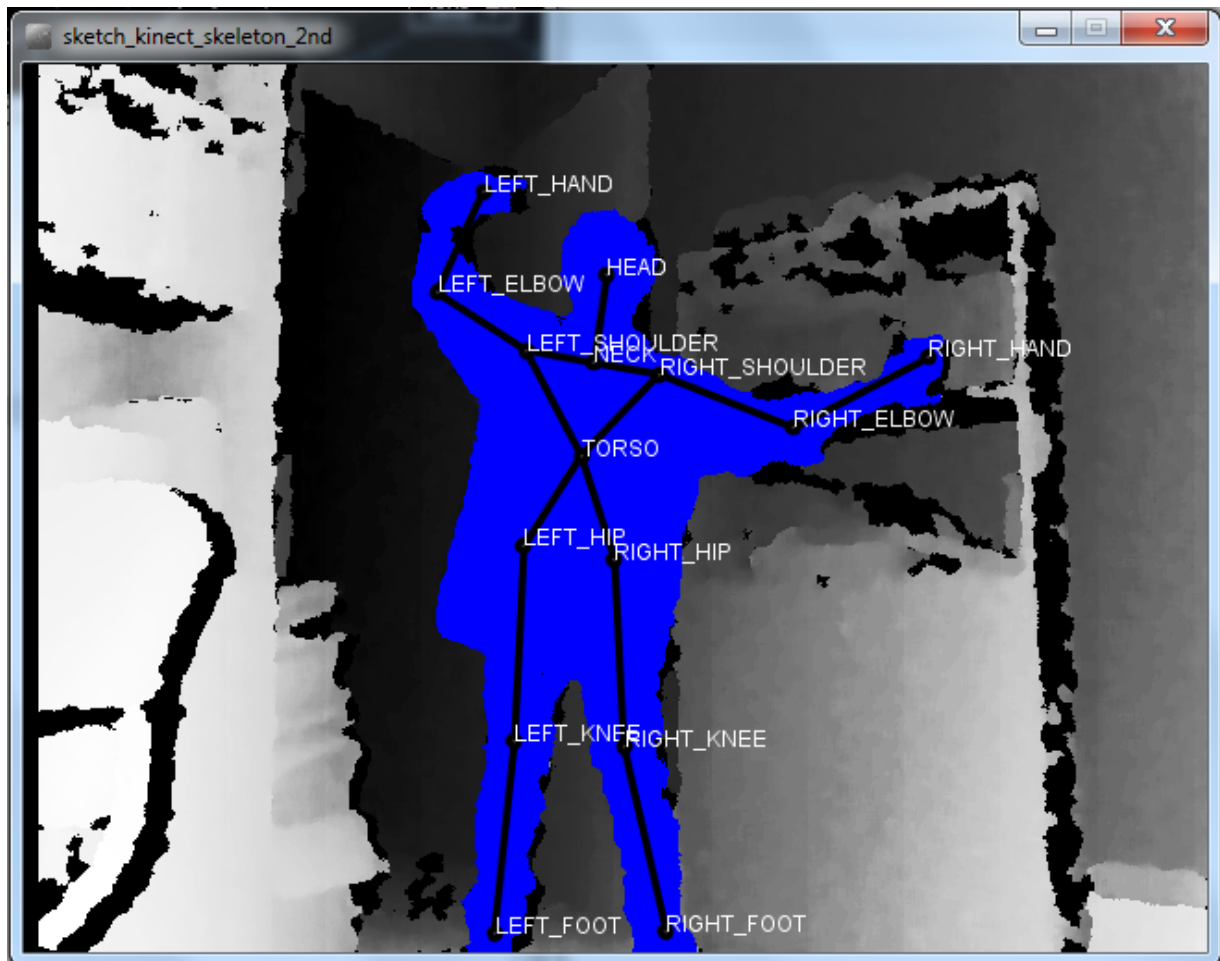 sketch_kinect_skeleton_2nd
LEFT_HAND
HEAD
LEFT_ELBOW
LEFT_SHOULDER
NECK
RIGHT_SHOULDER
RIGHT_HAND
RIGHT_ELBOW
TORSO
LEFT_HIP
RIGHT_HIP
LEFT_KNEE
RIGHT_KNEE
LEFT_FOOT
RIGHT_FOOT